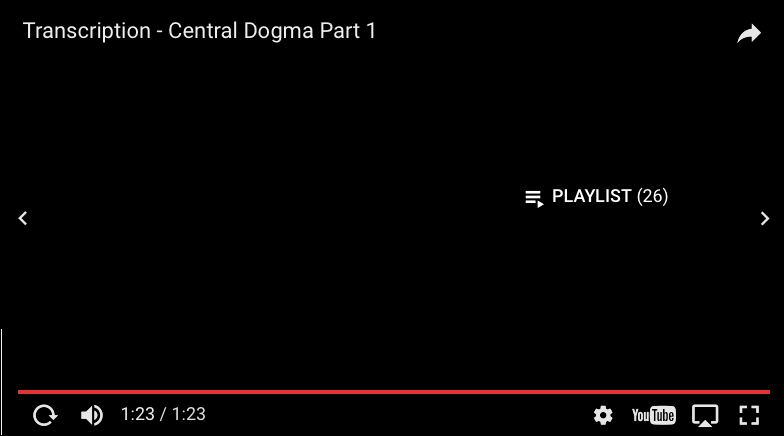 Transcription - Central Dogma Part 1
PLAYLIST (26)
1:23 / 1:23
YouTube